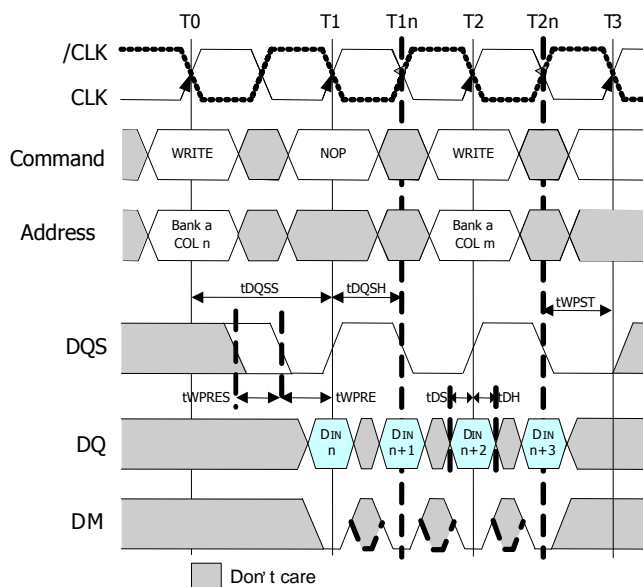 T0 T1 T1n T2 T2n T3
/CLK
CLK
Command WRITE NOP WRITE
Address Bank a COL n Bank a COL m
tDQSS tDQSH tWPST
DQS
tWPRES tWPRE tDS tDH
DQ DIN n DIN n+1 DIN n+2 DIN n+3
DM
Don't care